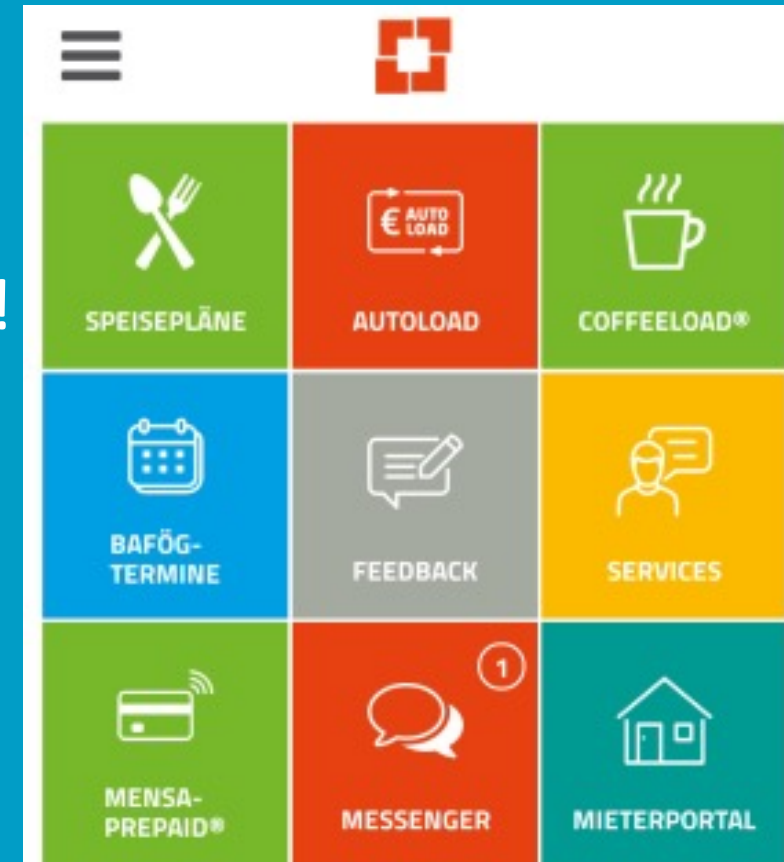 !
€ AUTO
LOAD
SPEISEPLÄNE
AUTOLOAD
COFFEELOAD®
BAFÖG-
TERMINE
FEEDBACK
SERVICES
1
MENSA-
PREPAID®
MESSENGER
MIETERPORTAL